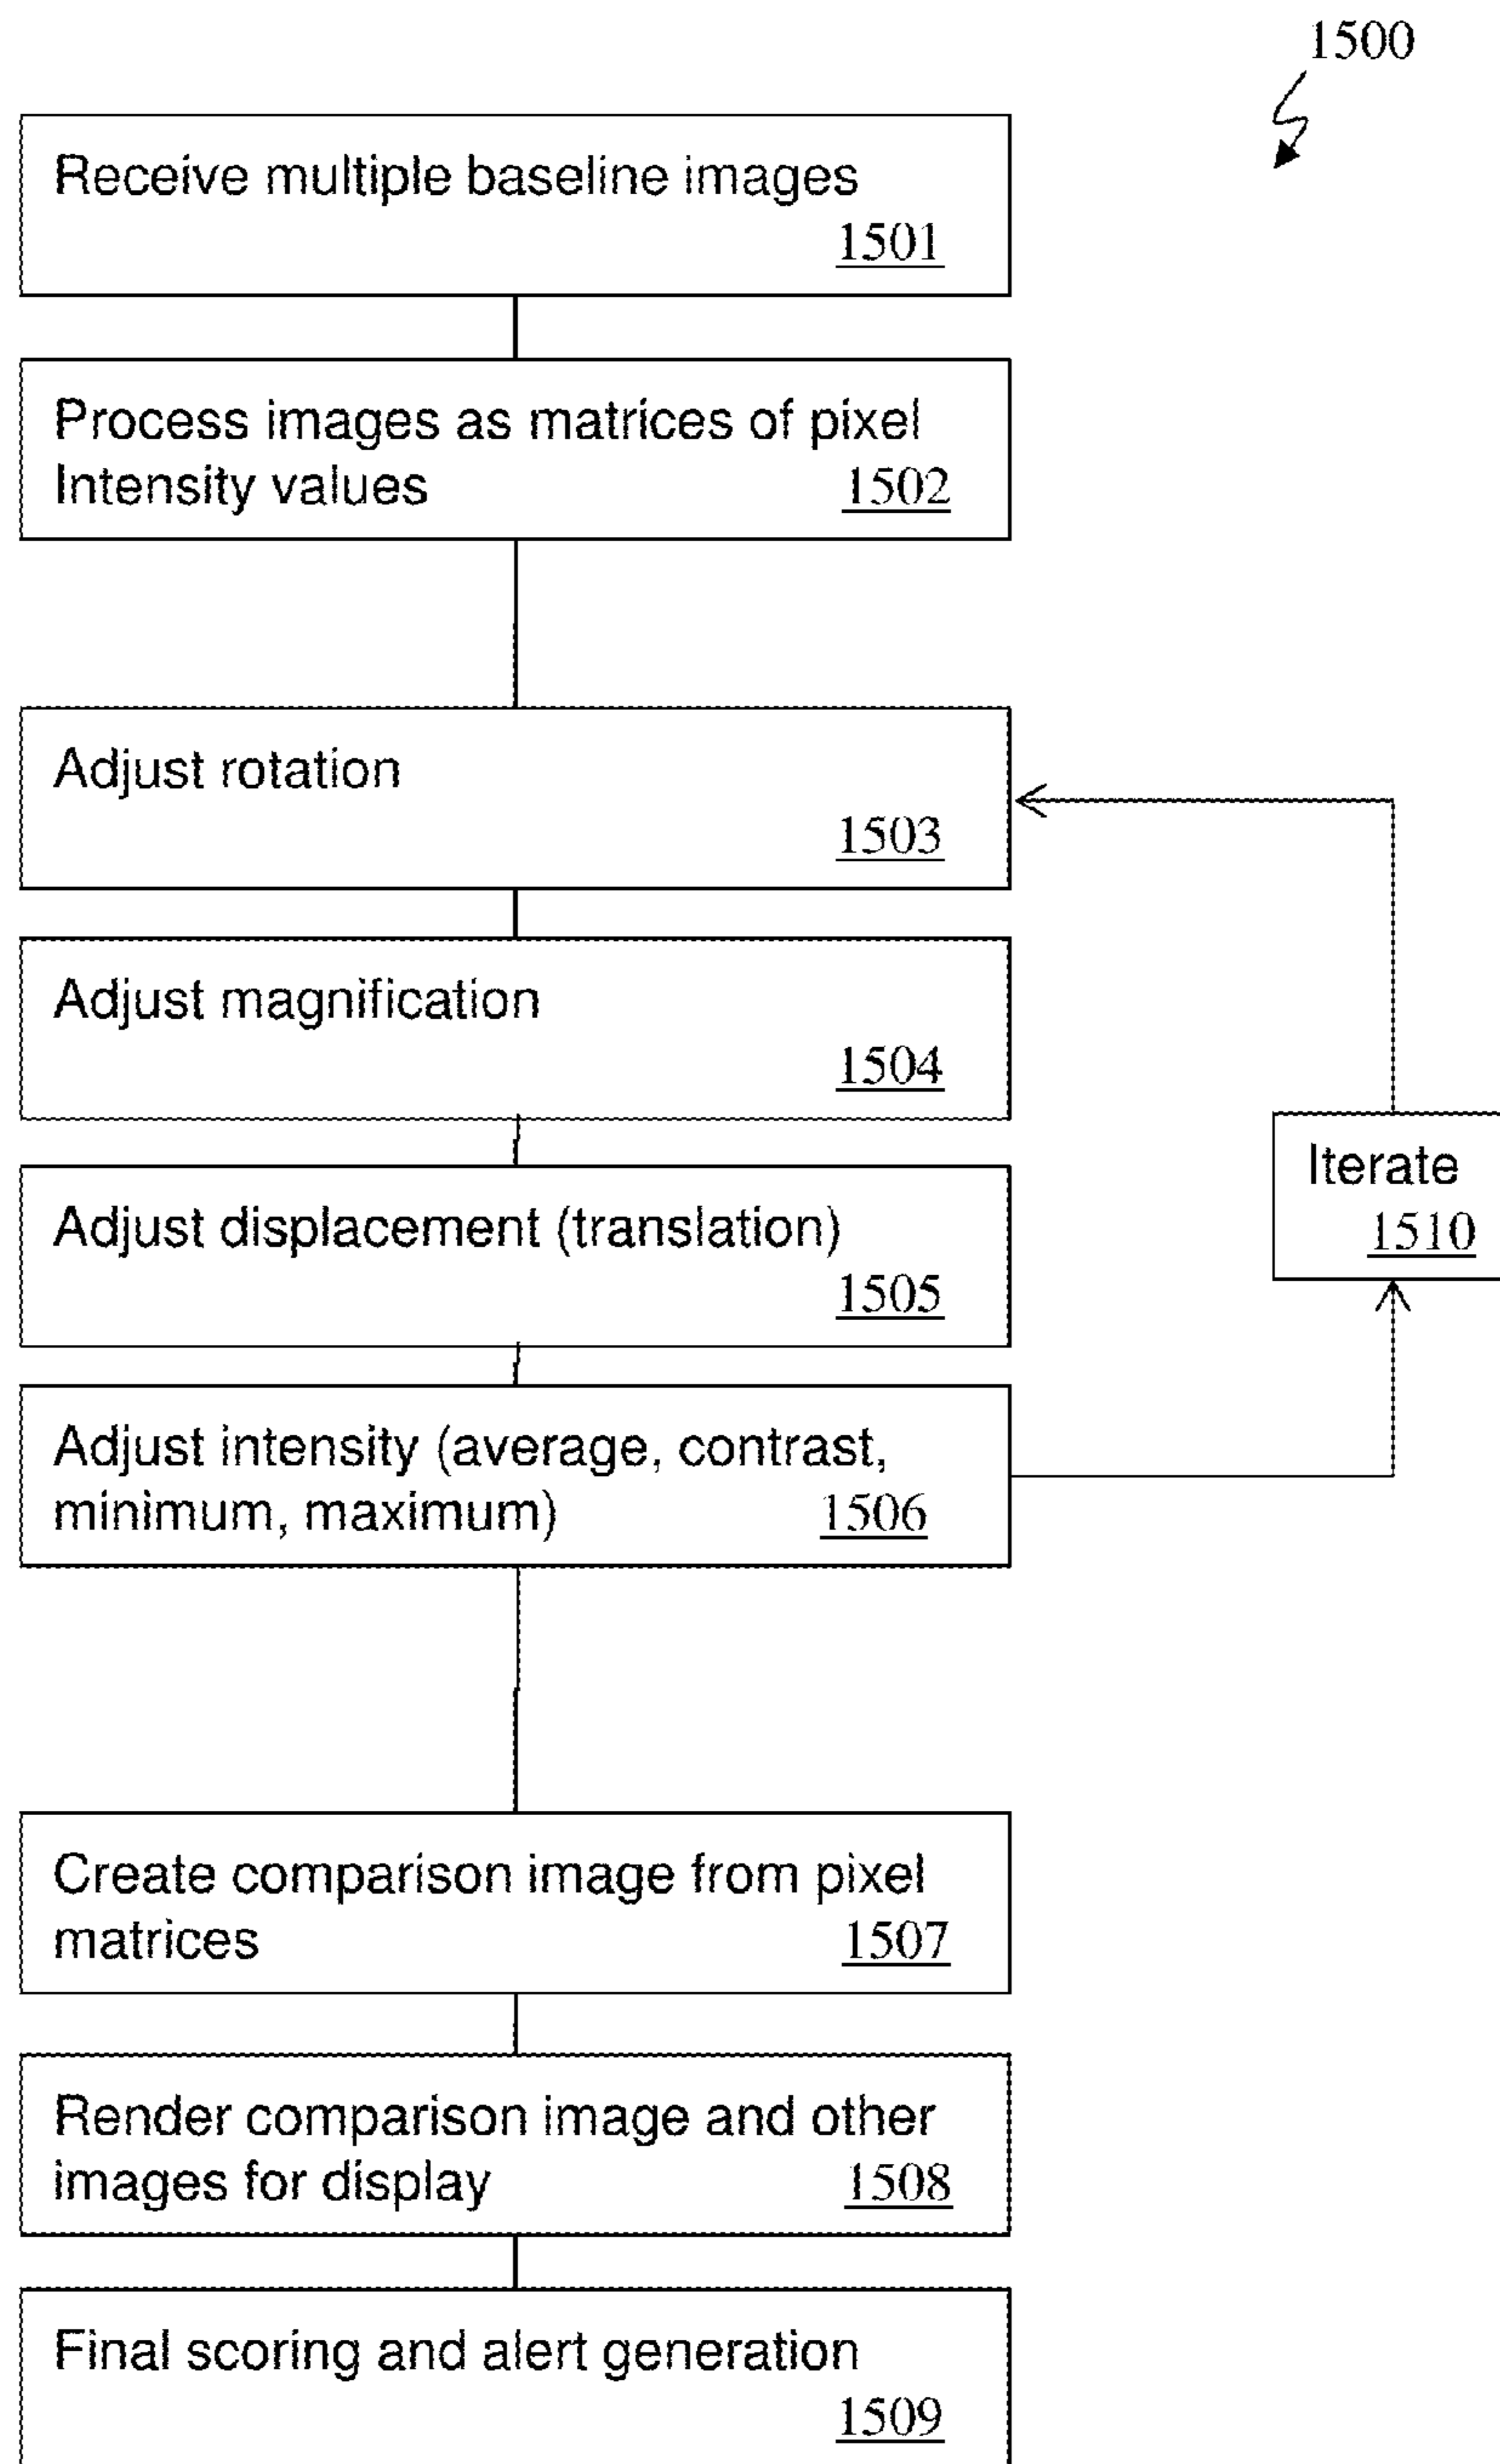 1500
Receive multiple baseline images
1501
Process images as matrices of pixel
Intensity values 1502
Adjust rotation
1503
Adjust magnification
1504
Adjust displacement (translation)
1505
Iterate
1510
Adjust intensity (average, contrast,
minimum, maximum) 1506
Create comparison image from pixel
matrices 1507
Render comparison image and other
images for display 1508
Final scoring and alert generation
1509